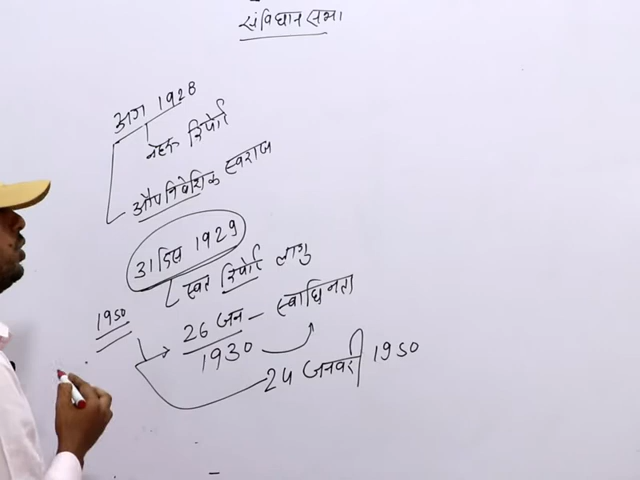 संविधान सभा
अग 1928
नेहरू रिपोर्ट
औपनिवेशिक स्वराज
31 दिस 1929
स्वत रिपोर्ट लागु
1950
26 जन – स्वाधिनता
1930
24 जनवरी 1950